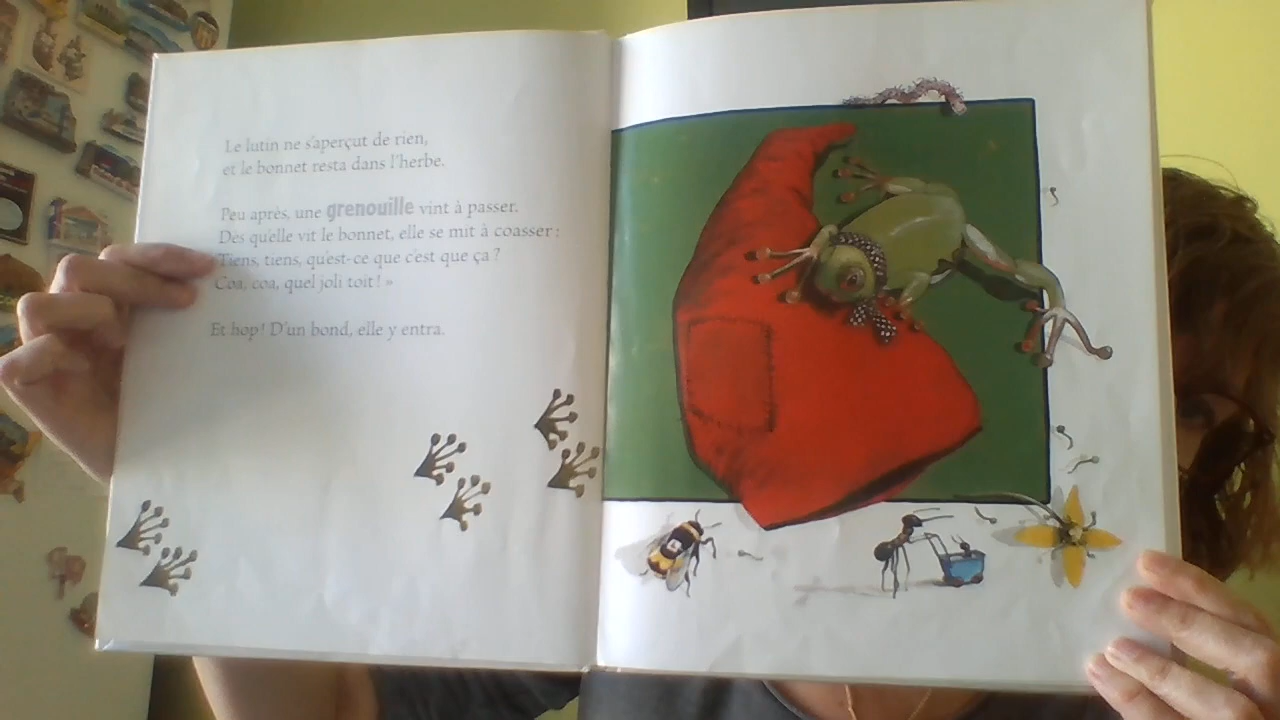 Le lutin ne s'aperçut de rien,
et le bonnet resta dans l'herbe.
Peu après, une grenouille vint à passer.
Des qu'elle vit le bonnet, elle se mit à coasser :
Tiens, tiens, qu'est-ce que c'est que ça ?
Coa, coa, quel joli toit ! »
Et hop ! D'un bond, elle y entra.